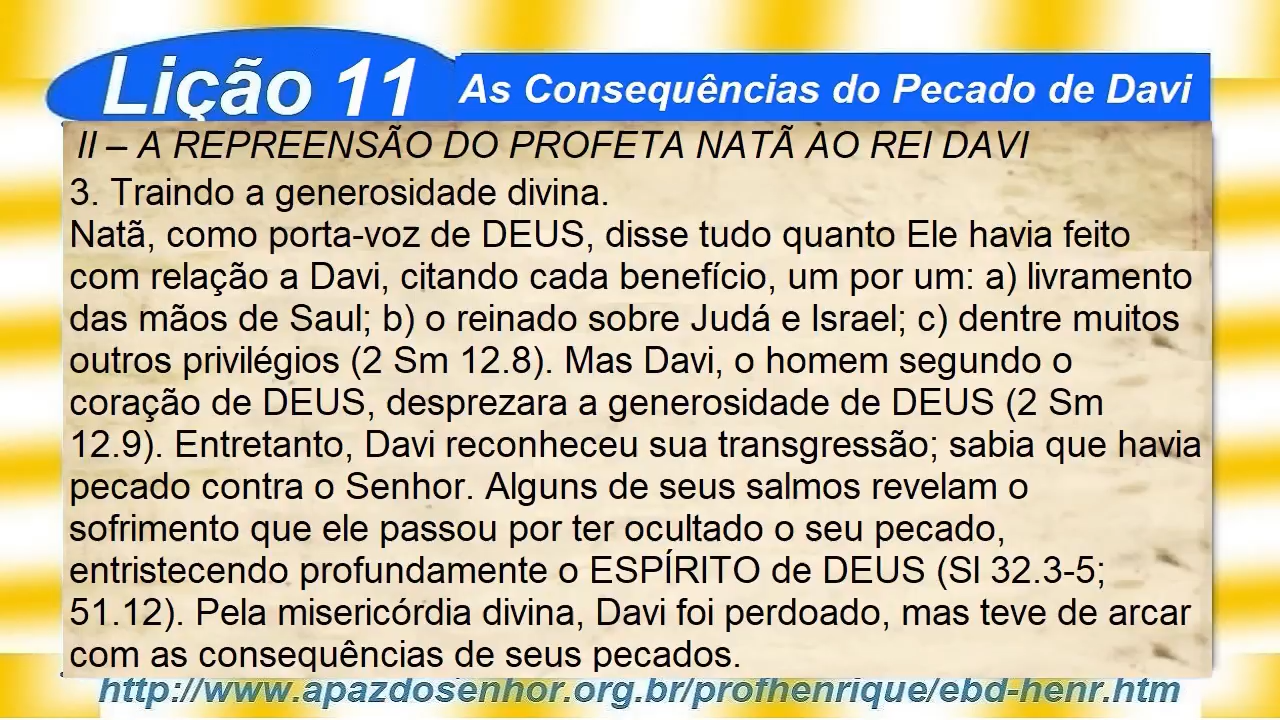 Lição 11
As Consequências do Pecado de Davi
II – A REPREENSÃO DO PROFETA NATÃ AO REI DAVI
3. Traindo a generosidade divina.
Natã, como porta-voz de DEUS, disse tudo quanto Ele havia feito
com relação a Davi, citando cada benefício, um por um: a) livramento
das mãos de Saul; b) o reinado sobre Judá e Israel; c) dentre muitos
outros privilégios (2 Sm 12.8). Mas Davi, o homem segundo o
coração de DEUS, desprezara a generosidade de DEUS (2 Sm
12.9). Entretanto, Davi reconheceu sua transgressão; sabia que havia
pecado contra o Senhor. Alguns de seus salmos revelam o
sofrimento que ele passou por ter ocultado o seu pecado,
entristecendo profundamente o ESPÍRITO de DEUS (Sl 32.3-5;
51.12). Pela misericórdia divina, Davi foi perdoado, mas teve de arcar
com as consequências de seus pecados.
http://www.apazdosenhor.org.br/profhenrique/ebd-henr.htm